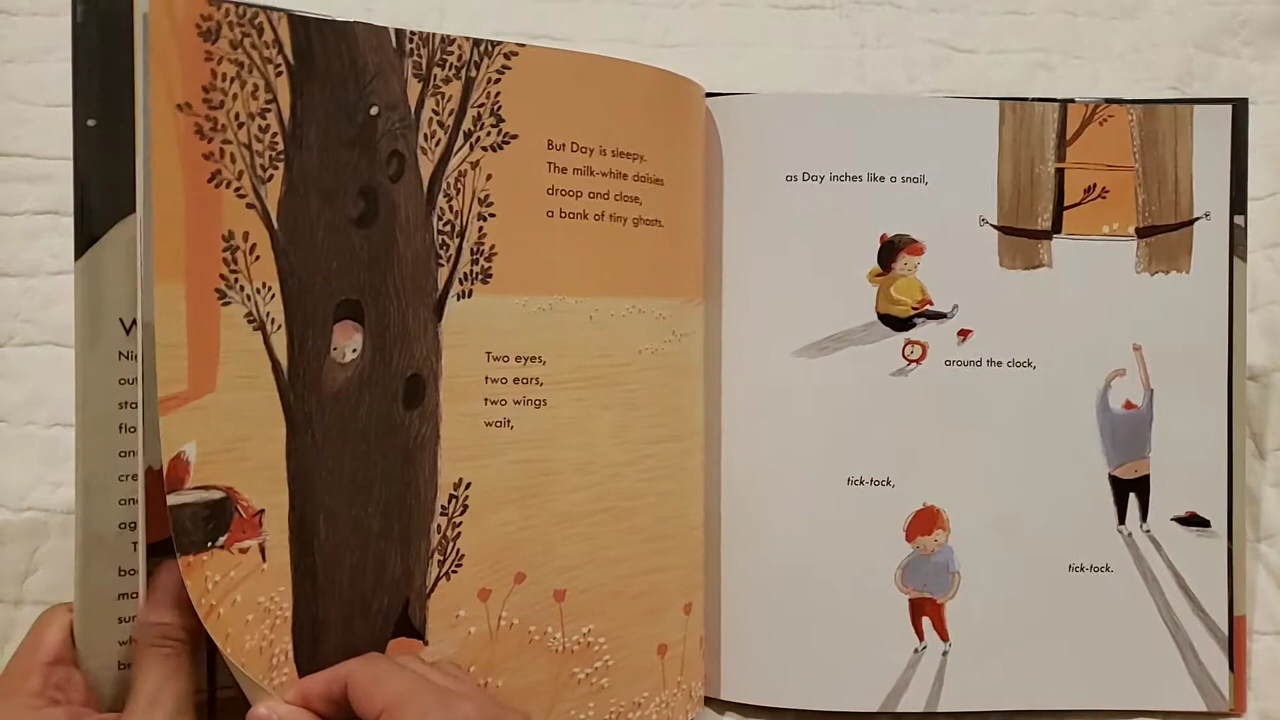 But Day is sleepy.
The milk-white daisies
droop and close,
a bank of tiny ghosts.
Two eyes,
two ears,
two wings
wait,
as Day inches like a snail,
around the clock,
tick-tock,
tick-tock.